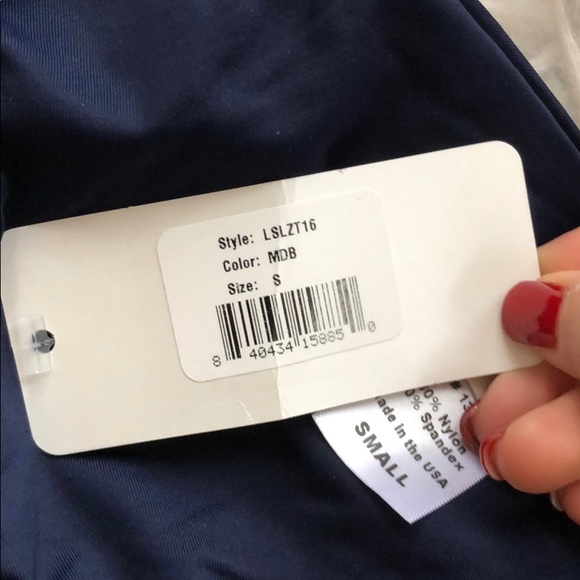 Style: LSLZT16
Color: MDB
Size: S
8 40434 15885 0
Nylon
Spandex
in the USA
SMALL